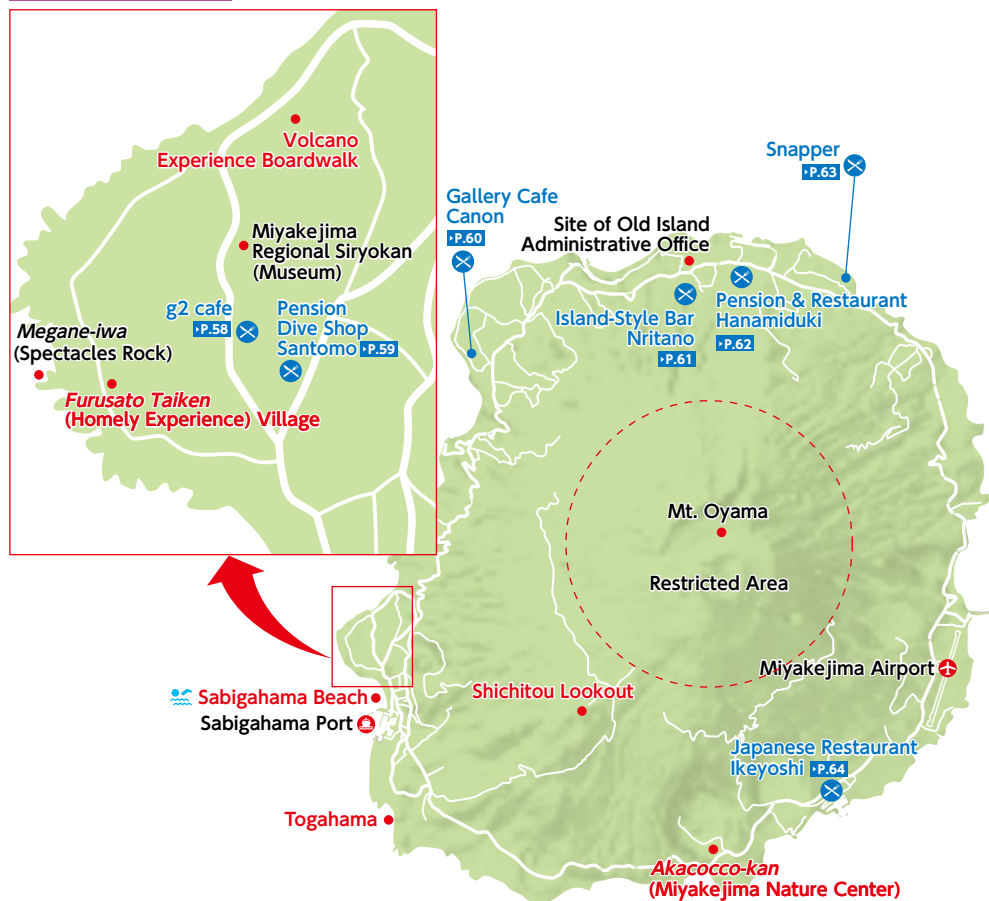 Volcano
Experience Boardwalk
Miyakejima
Regional Siryokan
(Museum)
g2 cafe
P.58
Pension
Dive Shop
Santomo P.59
Megane-iwa
(Spectacles Rock)
Furusato Taiken
(Homely Experience) Village
Gallery Cafe
Canon
P.60
Site of Old Island
Administrative Office
Snapper
P.63
Island-Style Bar
Nritano
P.61
Pension & Restaurant
Hanamiduki
P.62
Mt. Oyama
Restricted Area
Miyakejima Airport
Shichitou Lookout
Sabigahama Beach
Sabigahama Port
Japanese Restaurant
Ikeyoshi P.64
Togahama
Akacocco-kan
(Miyakejima Nature Center)